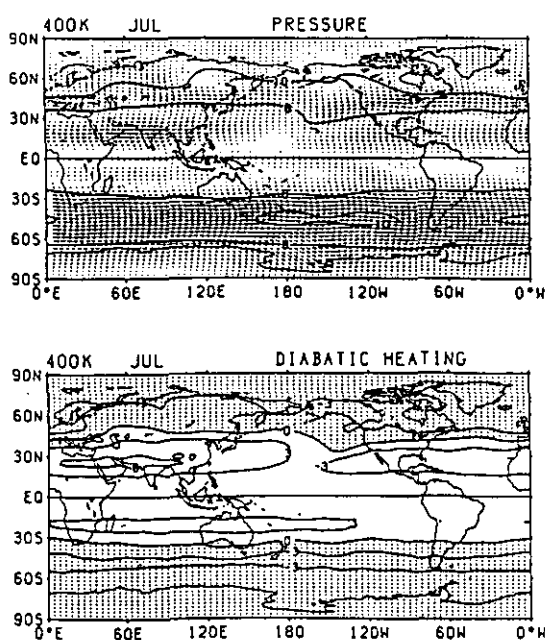 400K JUL PRESSURE
90N
60N
30N
EQ
30S
60S
90S
0°E 60E 120E 180 120W 60W 0°W
400K JUL DIABATIC HEATING
90N
60N
30N
EQ
30S
60S
90S
0°E 60E 120E 180 120W 60W 0°W